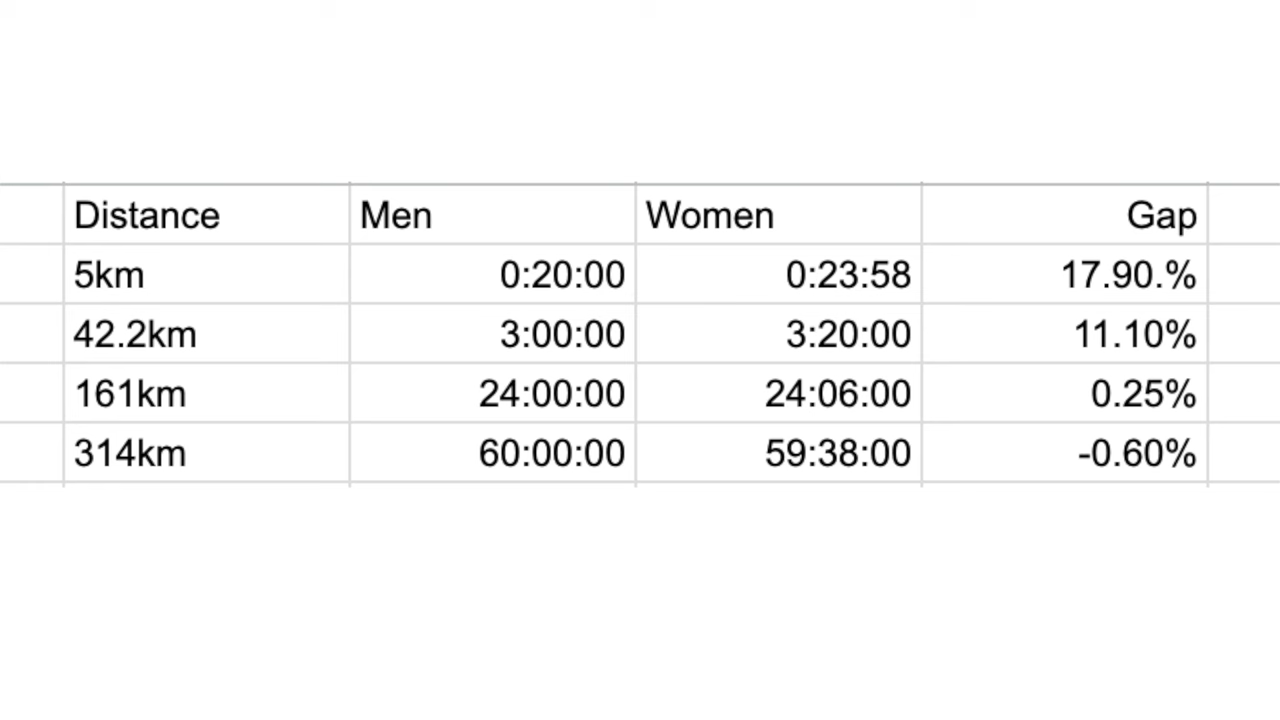 Distance Men Women Gap
5km 0:20:00 0:23:58 17.90.%
42.2km 3:00:00 3:20:00 11.10%
161km 24:00:00 24:06:00 0.25%
314km 60:00:00 59:38:00 -0.60%